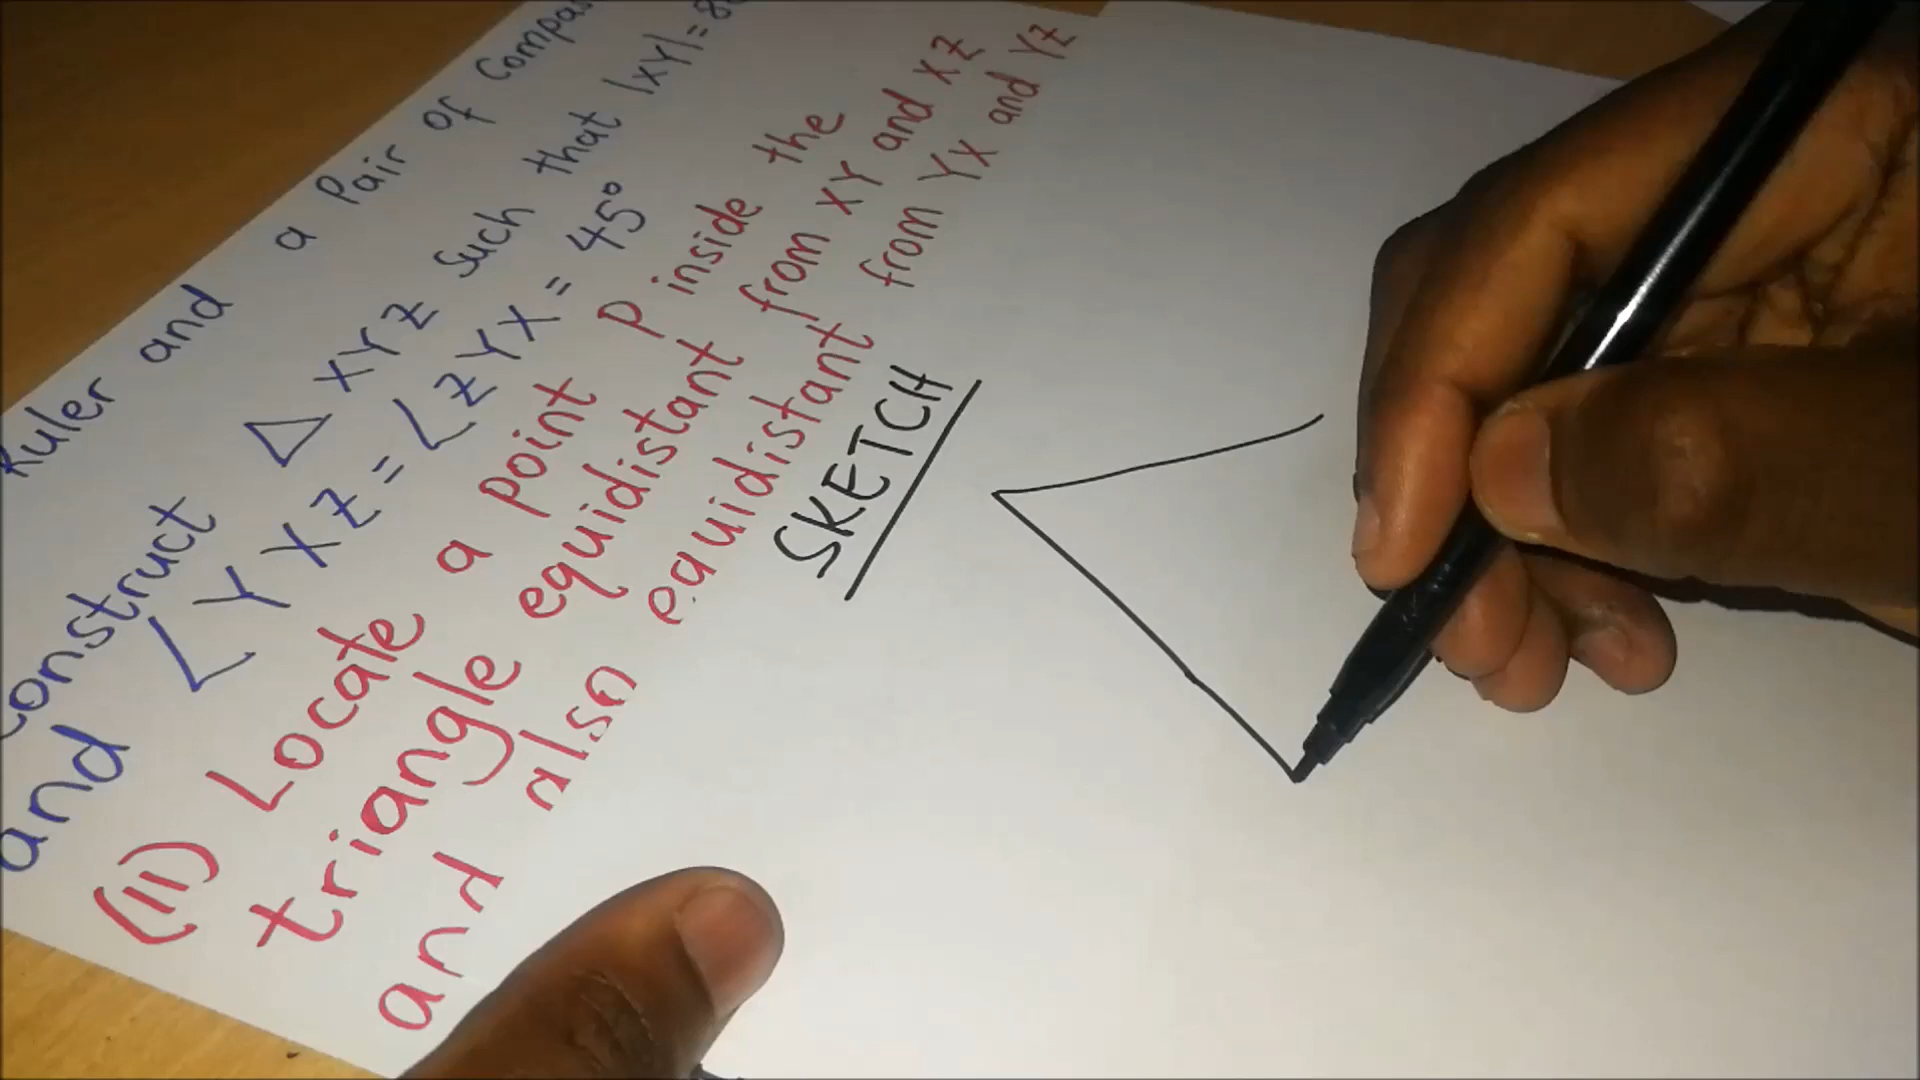 Ruler and a Pair of Compas
Construct △ XYZ such that |XY|=8
and ∠YXZ = ∠ZYX = 45°
(ii) Locate a point P inside the
triangle equidistant from XY and XZ
and also equidistant from YX and YZ
SKETCH